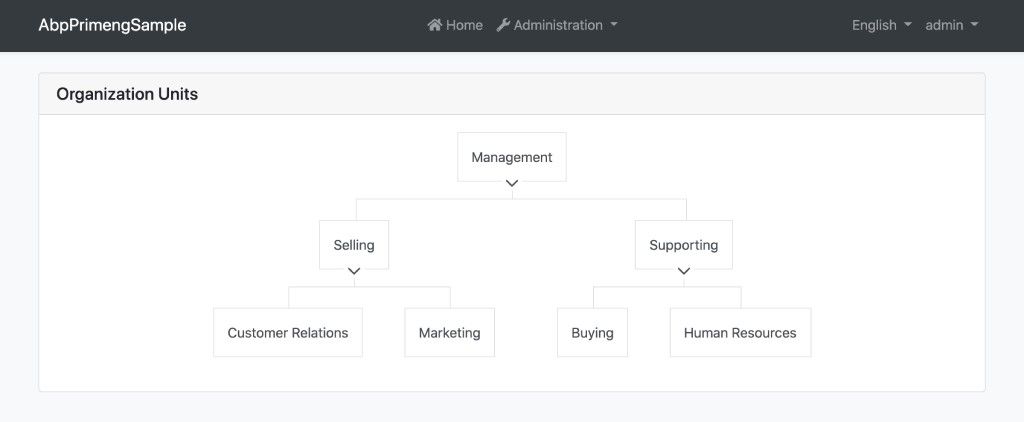 AbpPrimengSample Home Administration English admin
Organization Units
Management
Selling Supporting
Customer Relations Marketing Buying Human Resources